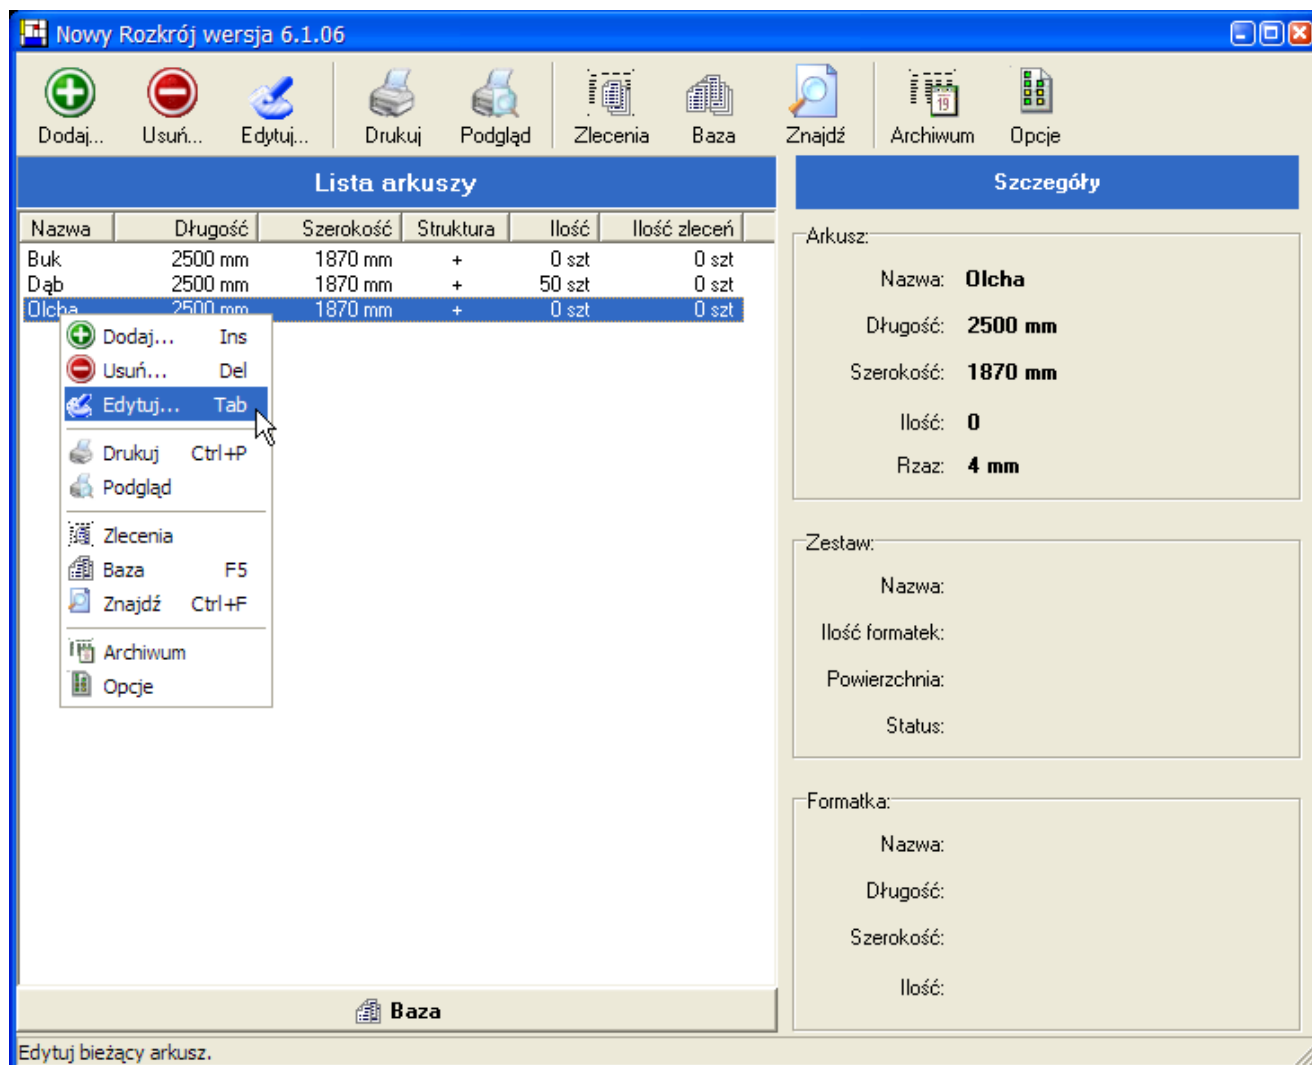 Nowy Rozkrój wersja 6.1.06
Dodaj... Usuń... Edytuj... Drukuj Podgląd Zlecenia Baza Znajdź Archiwum Opcje
Lista arkuszy
Nazwa Długość Szerokość Struktura Ilość Ilość zleceń
Buk 2500 mm 1870 mm + 0 szt 0 szt
Dąb 2500 mm 1870 mm + 50 szt 0 szt
Olcha 2500 mm 1870 mm + 0 szt 0 szt
Dodaj... Ins
Usuń... Del
Edytuj... Tab
Drukuj Ctrl+P
Podgląd
Zlecenia
Baza F5
Znajdź Ctrl+F
Archiwum
Opcje
Baza
Szczegóły
Arkusz:
Nazwa: Olcha
Długość: 2500 mm
Szerokość: 1870 mm
Ilość: 0
Rzaz: 4 mm
Zestaw:
Nazwa:
Ilość formatek:
Powierzchnia:
Status:
Formatka:
Nazwa:
Długość:
Szerokość:
Ilość:
Edytuj bieżący arkusz.